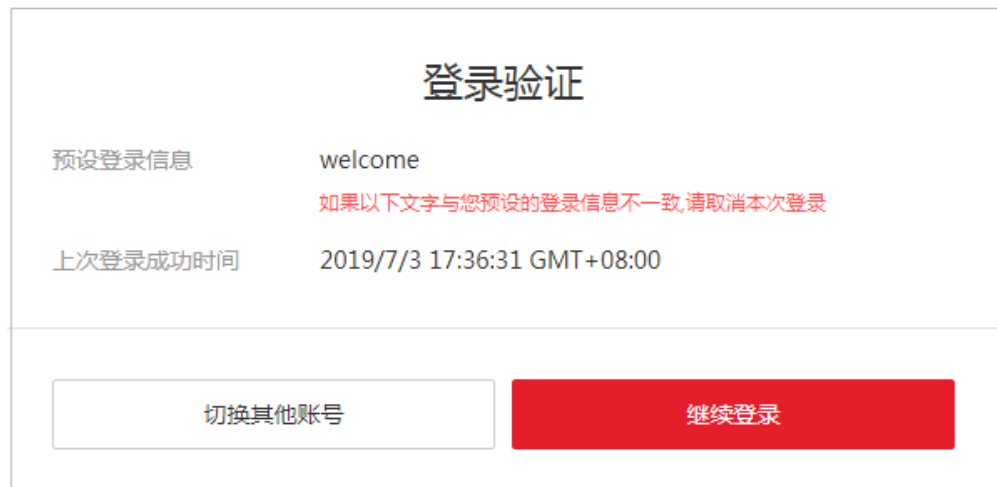 登录验证
预设登录信息 welcome
如果以下文字与您预设的登录信息不一致,请取消本次登录
上次登录成功时间 2019/7/3 17:36:31 GMT+08:00
切换其他账号 继续登录